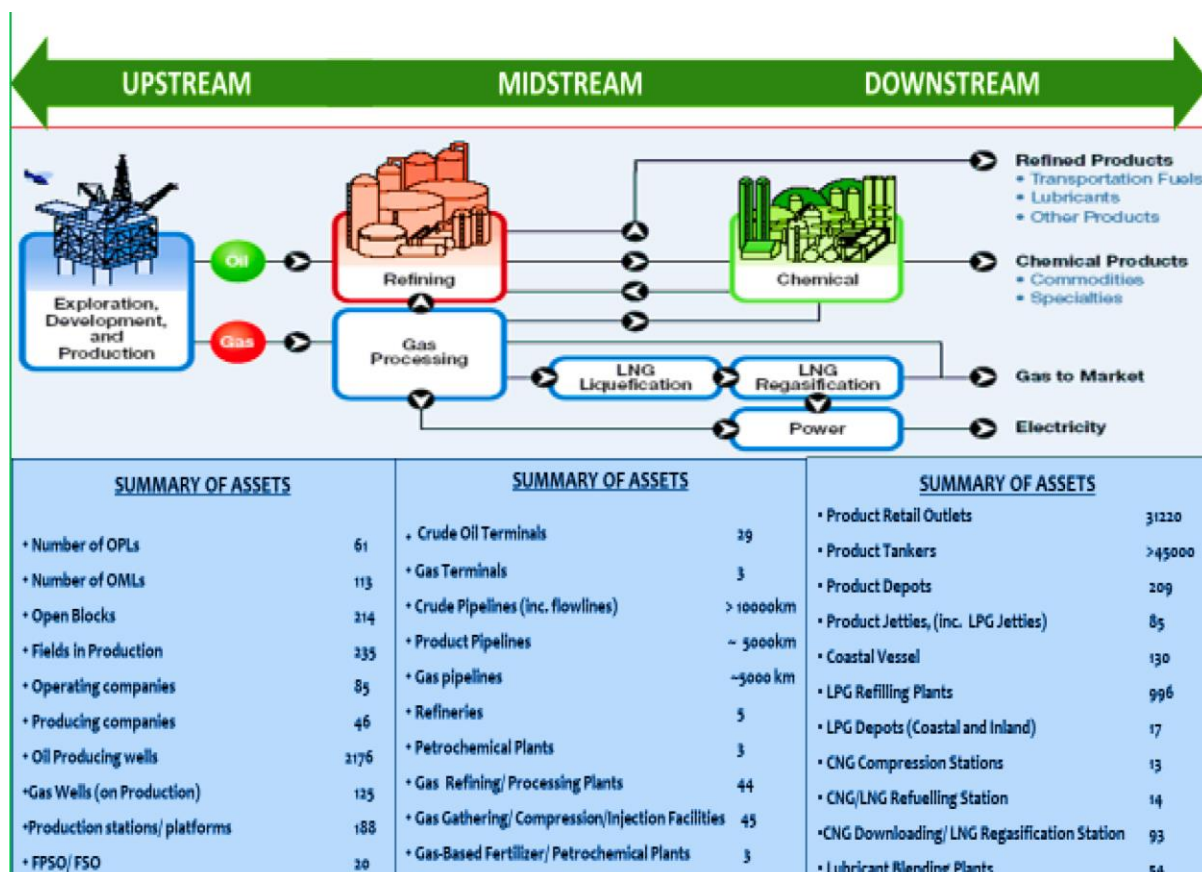 UPSTREAM MIDSTREAM DOWNSTREAM
Refined Products
• Transportation Fuels
• Lubricants
• Other Products
Oil
Refining
Chemical
Chemical Products
• Commodities
• Specialties
Exploration,
Development,
and
Production
Gas
Gas
Processing
LNG
Liquefication
LNG
Regasification
Gas to Market
Power
Electricity
SUMMARY OF ASSETS
• Number of OPLs 61
• Number of OMLs 113
• Open Blocks 214
• Fields in Production 235
• Operating companies 85
• Producing companies 46
• Oil Producing wells 2176
•Gas Wells (on Production) 125
•Production stations/ platforms 188
• FPSO/ FSO 20
SUMMARY OF ASSETS
• Crude Oil Terminals 29
• Gas Terminals 3
• Crude Pipelines (inc. flowlines) > 10000km
• Product Pipelines ~ 5000km
• Gas pipelines ~5000 km
• Refineries 5
• Petrochemical Plants 3
• Gas Refining/ Processing Plants 44
• Gas Gathering/ Compression/Injection Facilities 45
• Gas-Based Fertilizer/ Petrochemical Plants 3
SUMMARY OF ASSETS
• Product Retail Outlets 31220
• Product Tankers >45000
• Product Depots 209
• Product Jetties, (inc. LPG Jetties) 85
• Coastal Vessel 130
• LPG Refilling Plants 996
• LPG Depots (Coastal and Inland) 17
• CNG Compression Stations 13
• CNG/LNG Refuelling Station 14
•CNG Downloading/ LNG Regasification Station 93
• Lubricant Blending Plants 54